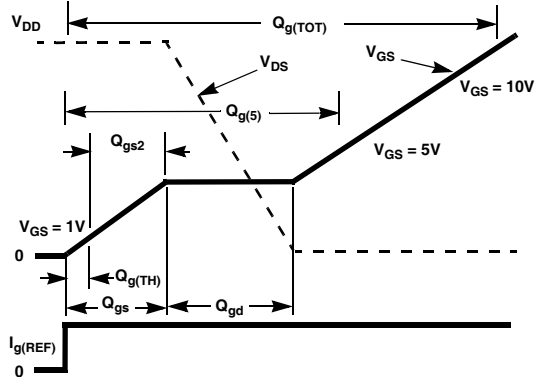 V_DD
Q_g(TOT)
V_DS
V_GS
V_GS = 10V
Q_g(5)
Q_gs2
V_GS = 5V
V_GS = 1V
0
Q_g(TH)
Q_gs
Q_gd
I_g(REF)
0